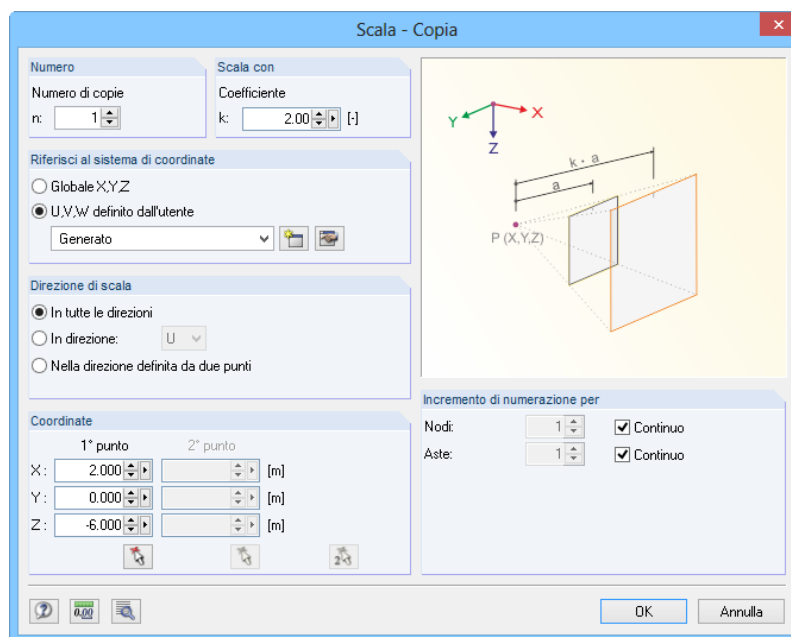 Scala - Copia
Numero
Numero di copie
n: 1
Scala con
Coefficiente
k: 2.00 [-]
Riferisci al sistema di coordinate
Globale X,Y,Z
U,V,W definito dall'utente
Generato
Direzione di scala
In tutte le direzioni
In direzione: U
Nella direzione definita da due punti
Coordinate
1° punto 2° punto
X: 2.000 [m]
Y: 0.000 [m]
Z: -6.000 [m]
2
X
Y
Z
k · a
a
P (X,Y,Z)
Incremento di numerazione per
Nodi: 1 Continuo
Aste: 1 Continuo
0.00
OK Annulla